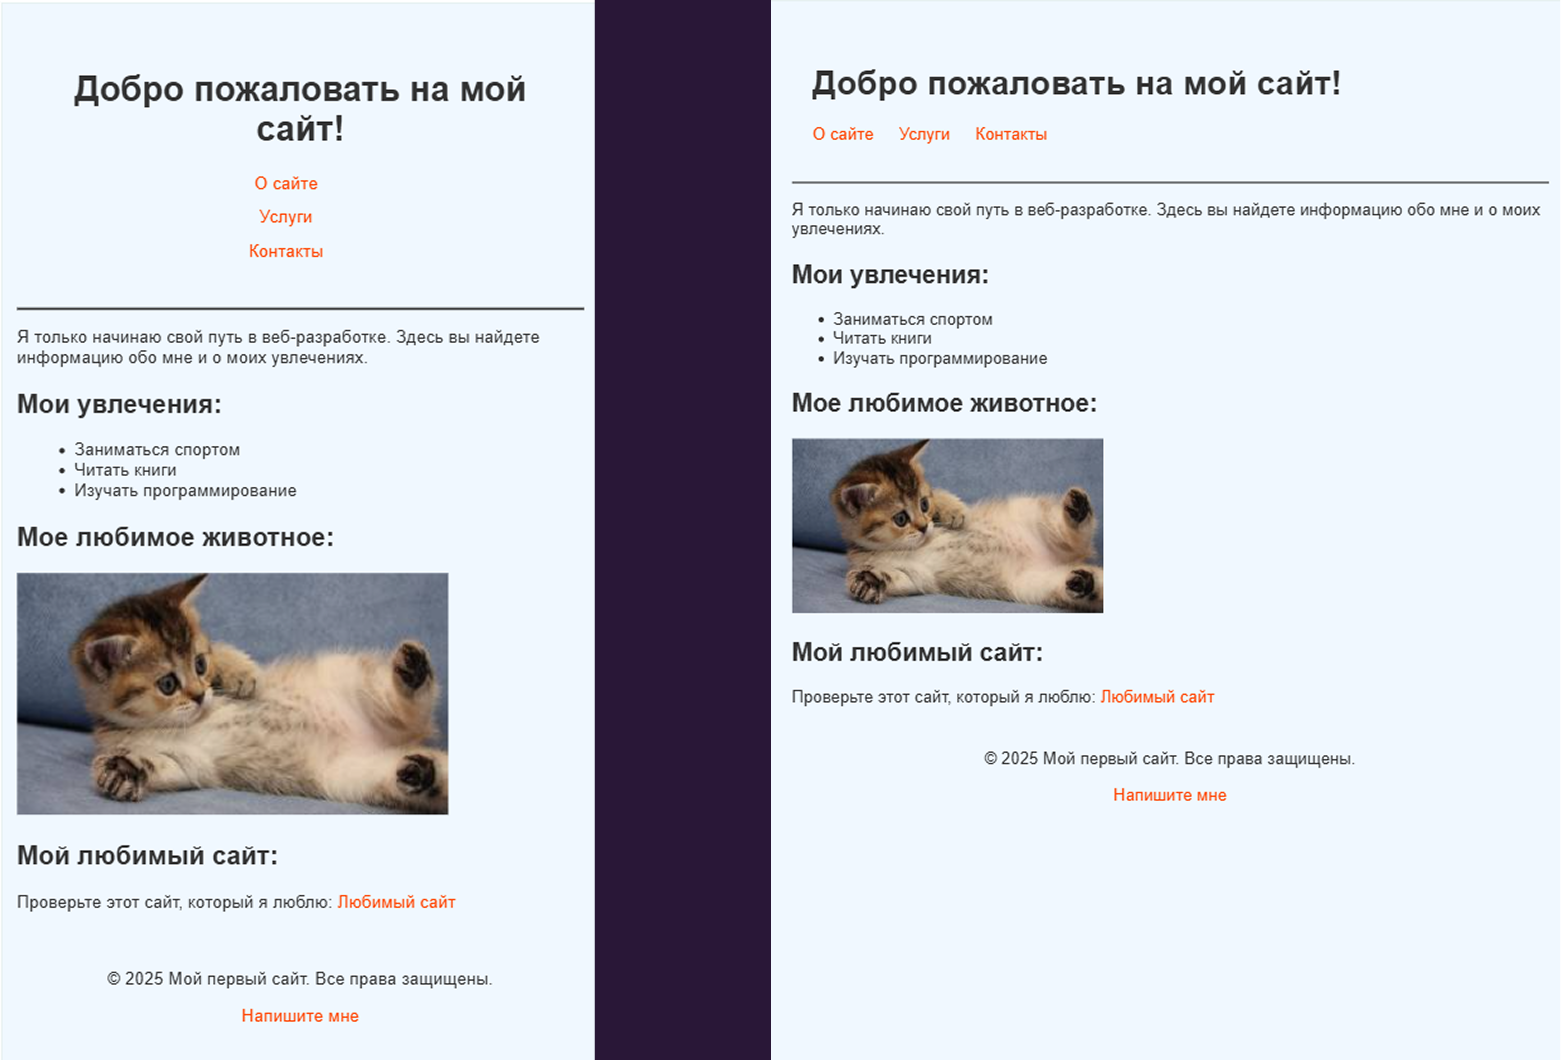 Добро пожаловать на мой
сайт!
О сайте
Услуги
Контакты
Я только начинаю свой путь в веб-разработке. Здесь вы найдете
информацию обо мне и о моих увлечениях.
Мои увлечения:
• Заниматься спортом
• Читать книги
• Изучать программирование
Мое любимое животное:
Мой любимый сайт:
Проверьте этот сайт, который я люблю: Любимый сайт
© 2025 Мой первый сайт. Все права защищены.
Напишите мне
Добро пожаловать на мой сайт!
О сайте Услуги Контакты
Я только начинаю свой путь в веб-разработке. Здесь вы найдете информацию обо мне и о моих
увлечениях.
Мои увлечения:
• Заниматься спортом
• Читать книги
• Изучать программирование
Мое любимое животное:
Мой любимый сайт:
Проверьте этот сайт, который я люблю: Любимый сайт
© 2025 Мой первый сайт. Все права защищены.
Напишите мне